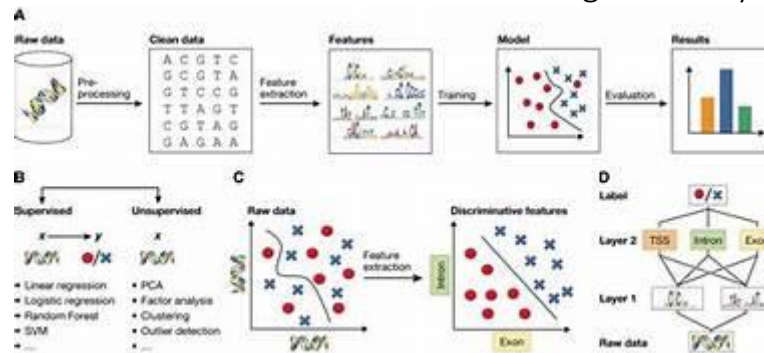 A
Raw data
Clean data
Features
Model
Results
Pre-
processing
A C G T C
G C G T A
G T C C G
T T A G T
C G T A G
G A G A A
Feature
extraction
Training
Evaluation
B
Supervised
Unsupervised
x
y
x
• Linear regression
• Logistic regression
• Random Forest
• SVM
• ....
• PCA
• Factor analysis
• Clustering
• Outlier detection
• ....
C
Raw data
Feature
extraction
Discriminative features
Intron
Exon
D
Label
Layer 2
TSS
Intron
Exo
Layer 1
Raw data